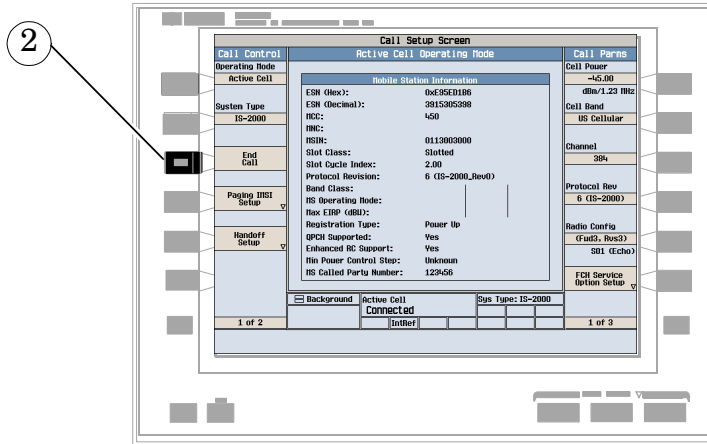 2
Call Setup Screen
Call Control
Active Cell Operating Mode
Call Parms
Operating Mode
Active Cell
System Type
IS-2000
End
Call
Paging IMSI
Setup
Handoff
Setup
1 of 2
Mobile Station Information
ESN (Hex): 0xE95ED1B6
ESN (Decimal): 3915305398
MCC: 450
MNC:
MSIN: 0113003000
Slot Class: Slotted
Slot Cycle Index: 2.00
Protocol Revision: 6 (IS-2000_Rev0)
Band Class:
MS Operating Mode:
Max EIRP (dBW):
Registration Type: Power Up
QPCH Supported: Yes
Enhanced RC Support: Yes
Min Power Control Step: Unknown
MS Called Party Number: 123456
Background
Active Cell
Sys Type: IS-2000
Connected
IntRef
Cell Power
-45.00
dBm/1.23 MHz
Cell Band
US Cellular
Channel
384
Protocol Rev
6 (IS-2000)
Radio Config
(Fwd3, Rvs3)
SO1 (Echo)
FCH Service
Option Setup
1 of 3